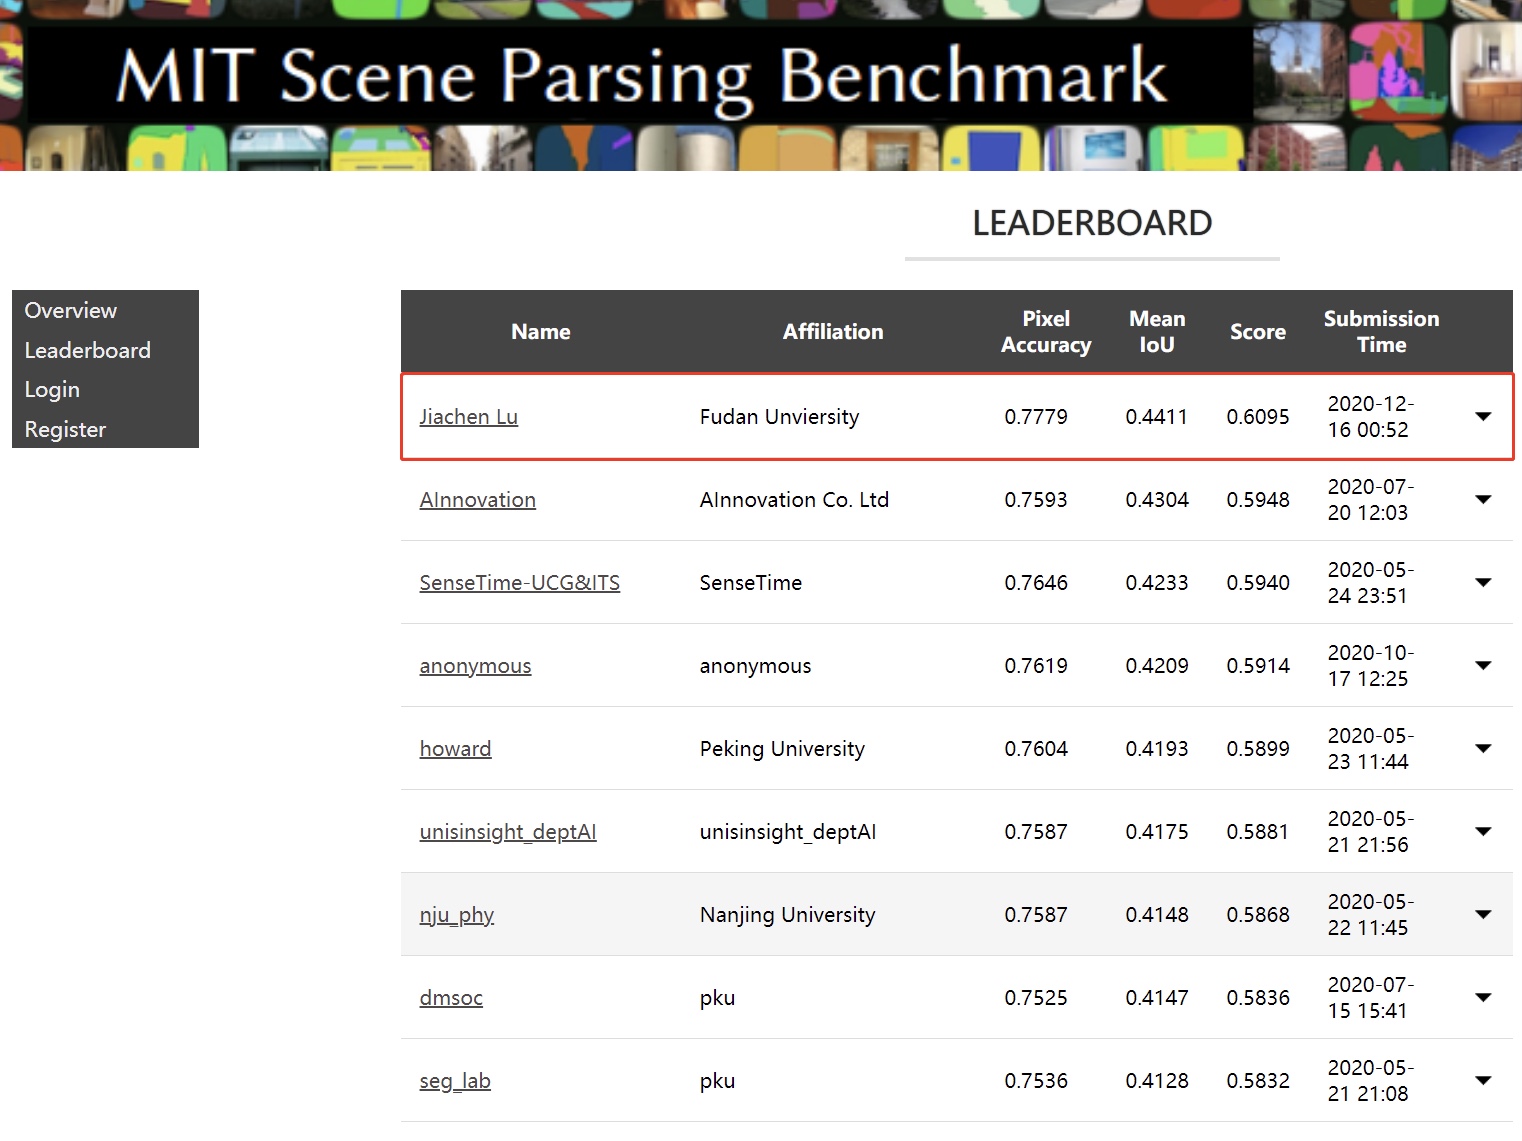 MIT Scene Parsing Benchmark
LEADERBOARD
Overview
Leaderboard
Login
Register
Name Affiliation Pixel Accuracy Mean IoU Score Submission Time
Jiachen Lu Fudan Unviersity 0.7779 0.4411 0.6095 2020-12-16 00:52
AInnovation AInnovation Co. Ltd 0.7593 0.4304 0.5948 2020-07-20 12:03
SenseTime-UCG&ITS SenseTime 0.7646 0.4233 0.5940 2020-05-24 23:51
anonymous anonymous 0.7619 0.4209 0.5914 2020-10-17 12:25
howard Peking University 0.7604 0.4193 0.5899 2020-05-23 11:44
unisinsight_deptAI unisinsight_deptAI 0.7587 0.4175 0.5881 2020-05-21 21:56
nju_phy Nanjing University 0.7587 0.4148 0.5868 2020-05-22 11:45
dmsoc pku 0.7525 0.4147 0.5836 2020-07-15 15:41
seg_lab pku 0.7536 0.4128 0.5832 2020-05-21 21:08